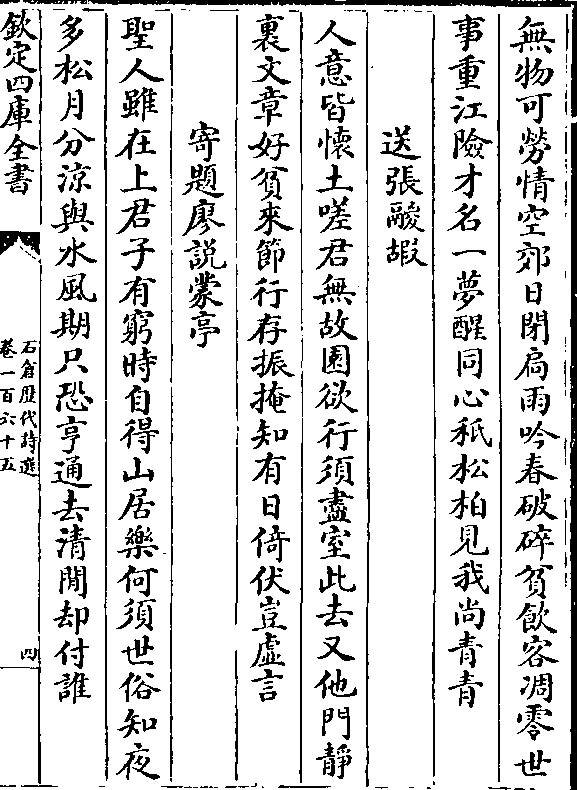 無物可勞情空郊日閉扃雨吟春破碎貧飲客凋零世
事重江險才名一夢醒同心秪松柏見我尚青青
送張酸嘏
人意皆懷土嗟君無故園欲行須盡室此去又他門靜
裏文章好貧來節行存振掩知有日倚伏豈虛言
寄題廖説蒙亭
聖人雖在上君子有窮時自得山居樂何須世俗知夜
多松月分涼與水風期只恐亨通去清閒却付誰
欽定四庫全書
石倉歷代詩選
卷一百六十五
四